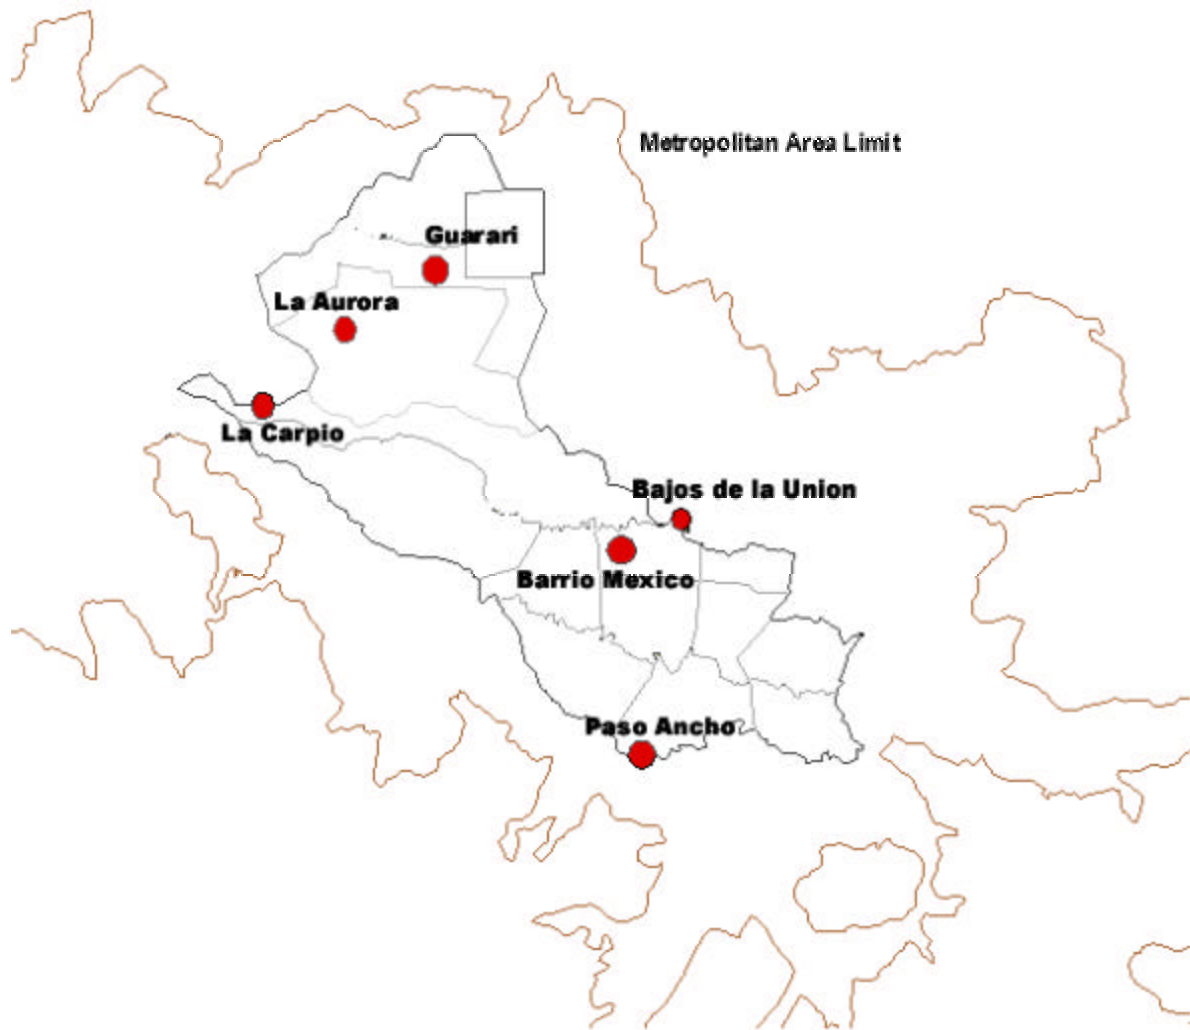 Metropolitan Area Limit
Guarari
La Aurora
La Carpio
Bajos de la Union
Barrio Mexico
Paso Ancho